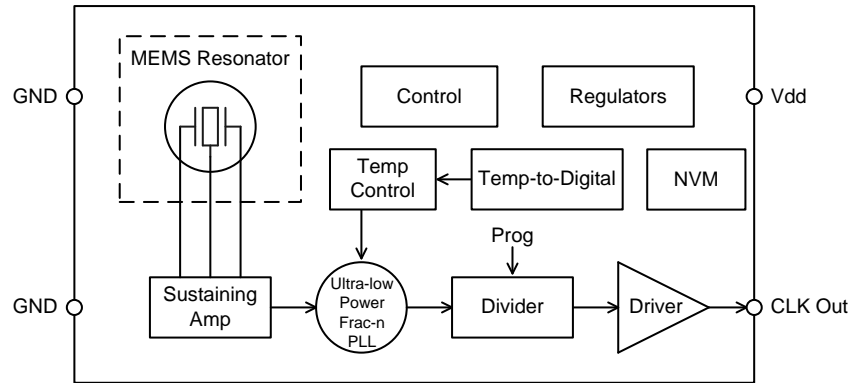 MEMS Resonator
GND
Control
Regulators
Vdd
Temp
Control
Temp-to-Digital
NVM
Prog
GND
Sustaining
Amp
Ultra-low
Power
Frac-n
PLL
Divider
Driver
CLK Out